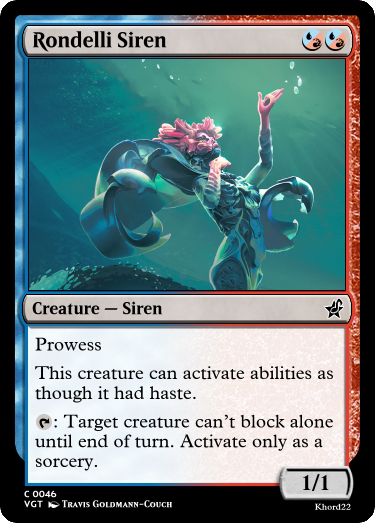 Rondelli Siren
Creature — Siren
Prowess
This creature can activate abilities as
though it had haste.
: Target creature can't block alone
until end of turn. Activate only as a
sorcery.
1/1
C 0046
VGT Travis Goldmann-Couch
Khord22